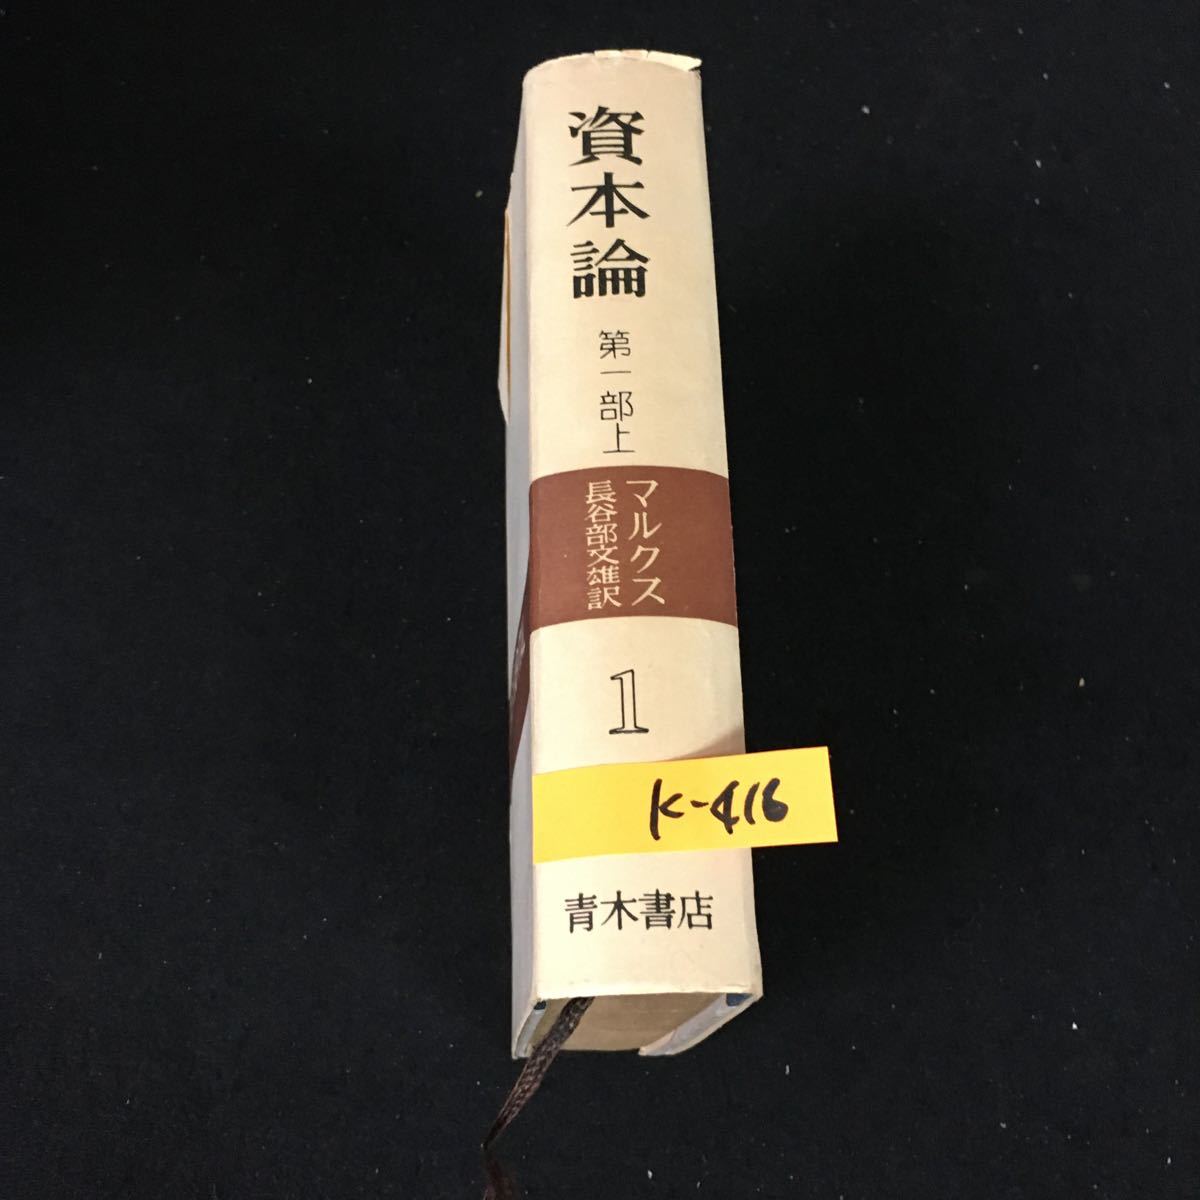 資本論
第一部上
マルクス
長谷部文雄訳
1
K-416
青木書店